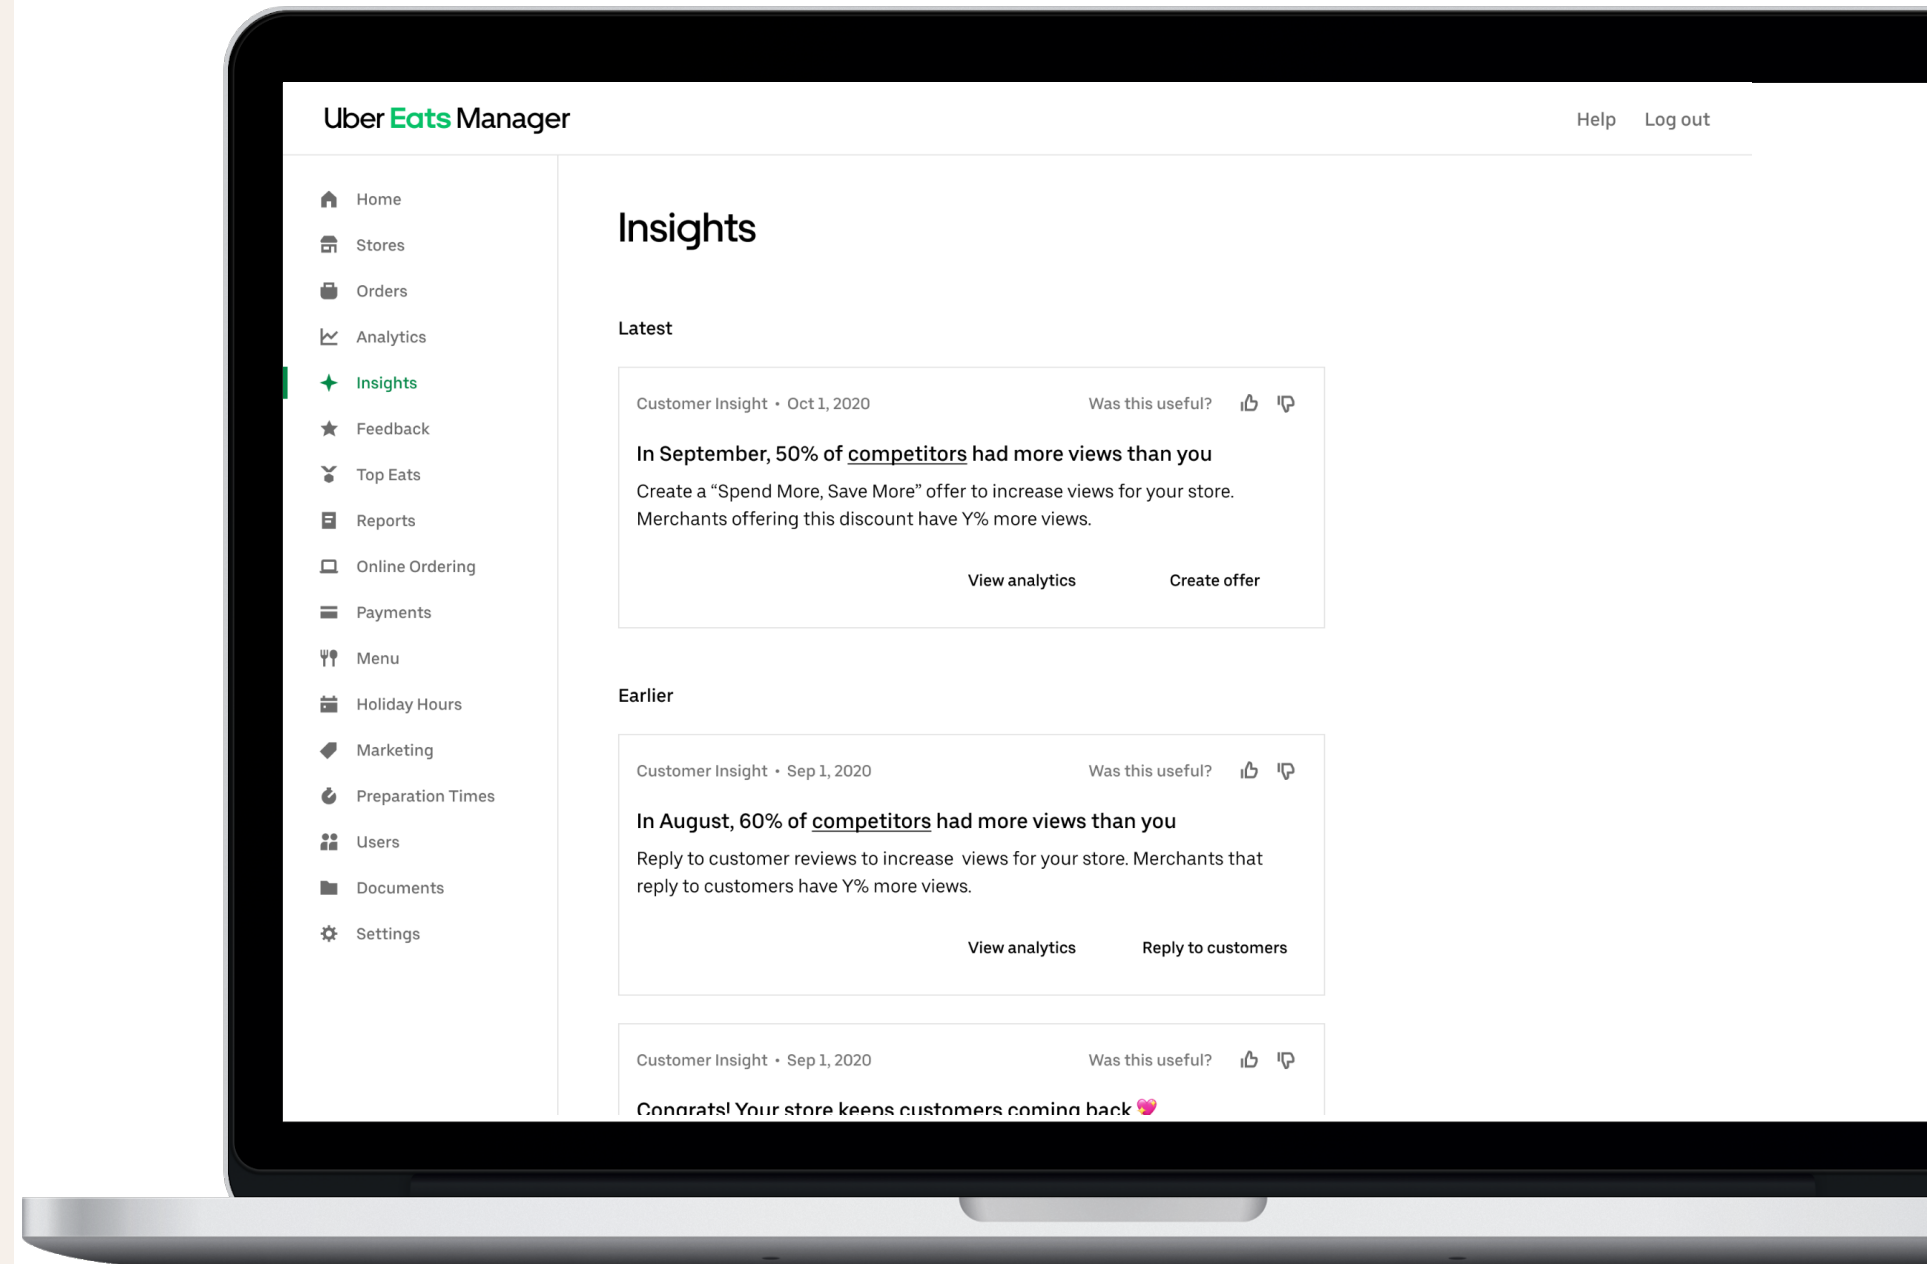 Uber Eats Manager
Help
Log out
Home
Stores
Orders
Analytics
Insights
Feedback
Top Eats
Reports
Online Ordering
Payments
Menu
Holiday Hours
Marketing
Preparation Times
Users
Documents
Settings
Insights
Latest
Customer Insight • Oct 1, 2020
Was this useful?
In September, 50% of competitors had more views than you
Create a “Spend More, Save More” offer to increase views for your store.
Merchants offering this discount have Y% more views.
View analytics
Create offer
Earlier
Customer Insight • Sep 1, 2020
Was this useful?
In August, 60% of competitors had more views than you
Reply to customer reviews to increase  views for your store. Merchants that
reply to customers have Y% more views.
View analytics
Reply to customers
Customer Insight • Sep 1, 2020
Was this useful?
Congrats! Your store keeps customers coming back 💖